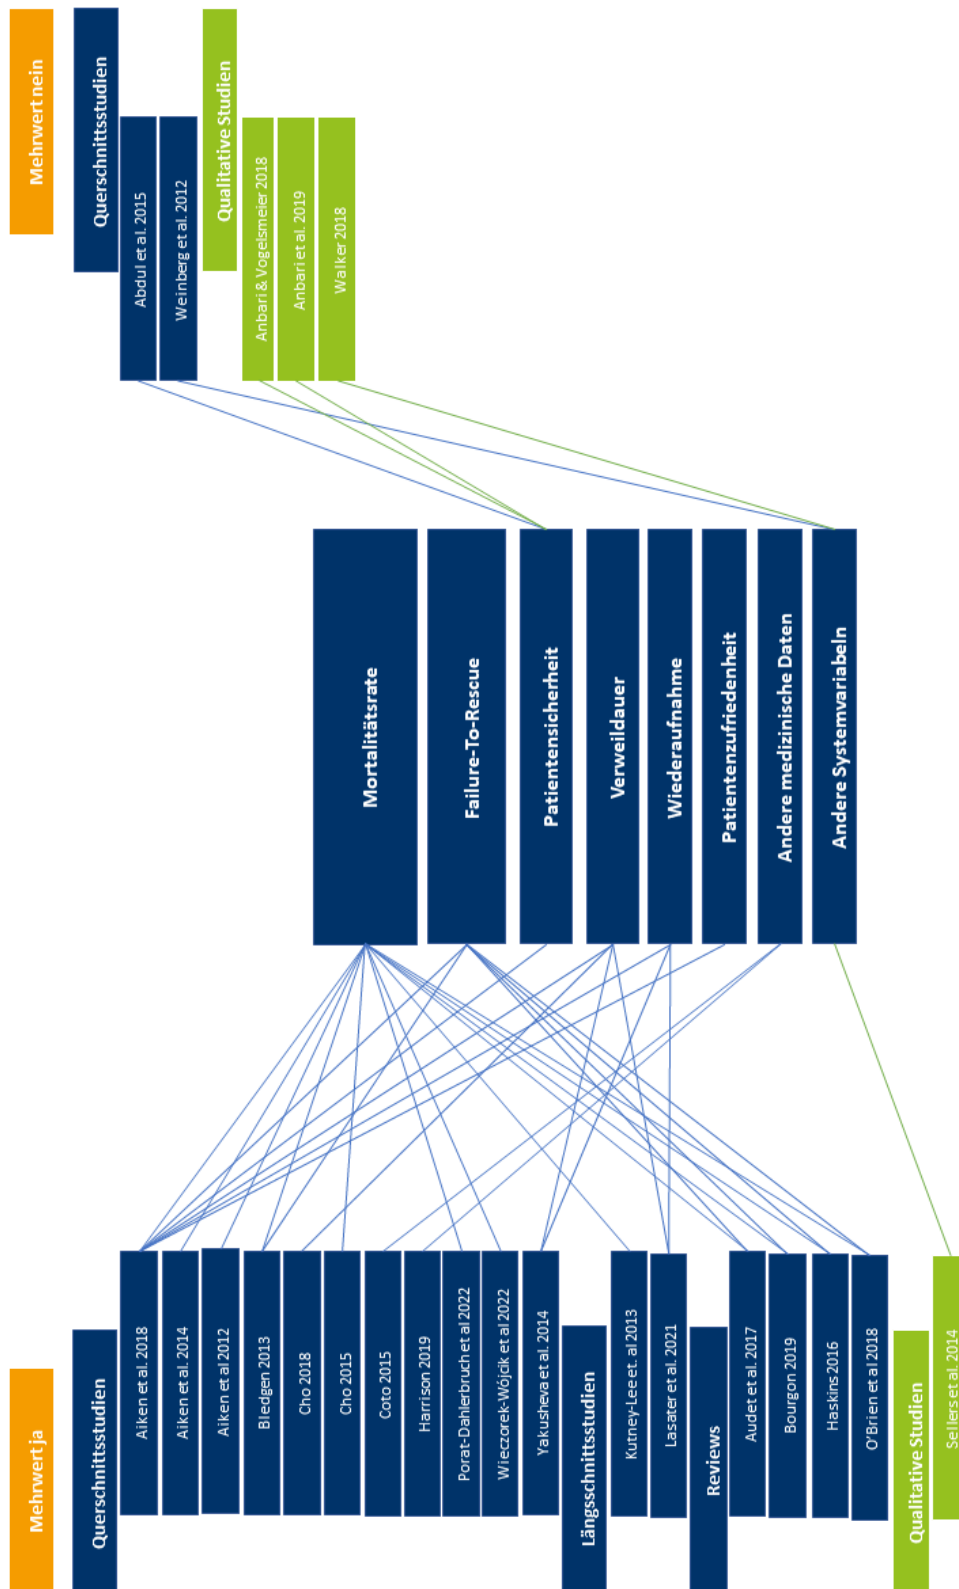 Mehrwert ja
Querschnittsstudien
Aiken et al. 2018
Aiken et al. 2014
Aiken et al 2012
Bledgen 2013
Cho 2018
Cho 2015
Coto 2015
Harrison 2019
Porat-Dahlerbruch et al 2022
Wieczorek-Wójcik et al 2022
Yakusheva et al. 2014
Längsschnittsstudien
Kutney-Lee et. al 2013
Lasater et al. 2021
Reviews
Audet et al. 2017
Bourgon 2019
Haskins 2016
O'Brien et al 2018
Qualitative Studien
Sellers et al. 2014
Mortalitätsrate
Failure-To-Rescue
Patientensicherheit
Verweildauer
Wiederaufnahme
Patientenzufriedenheit
Andere medizinische Daten
Andere Systemvariabeln
Mehrwert nein
Querschnittsstudien
Abdul et al. 2015
Weinberg et al. 2012
Qualitative Studien
Anbari & Vogelsmeier 2018
Anbari et al. 2019
Walker 2018